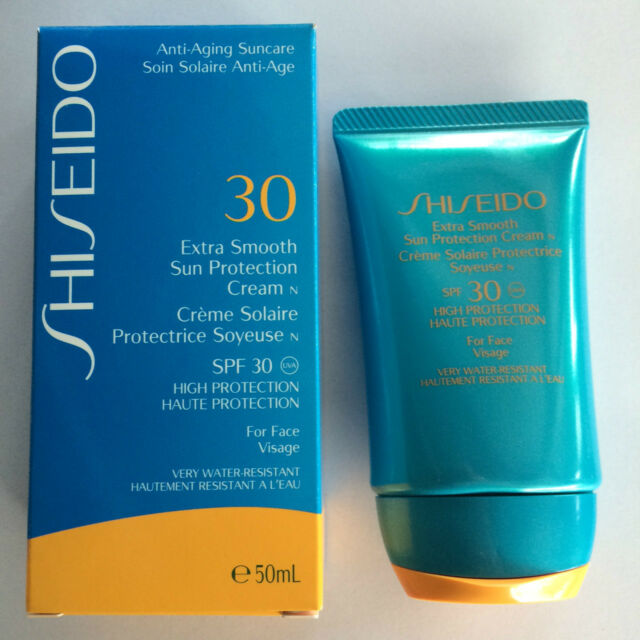 SHISEIDO
Anti-Aging Suncare
Soin Solaire Anti-Age
30
Extra Smooth
Sun Protection
Cream N
Crème Solaire
Protectrice Soyeuse N
SPF 30 UVA
HIGH PROTECTION
HAUTE PROTECTION
For Face
Visage
VERY WATER-RESISTANT
HAUTEMENT RESISTANT A L'EAU
℮50mL
SHISEIDO
Extra Smooth
Sun Protection Cream N
Crème Solaire Protectrice
Soyeuse N
SPF 30 UVA
HIGH PROTECTION
HAUTE PROTECTION
For Face
Visage
VERY WATER-RESISTANT
HAUTEMENT RESISTANT A L'EAU